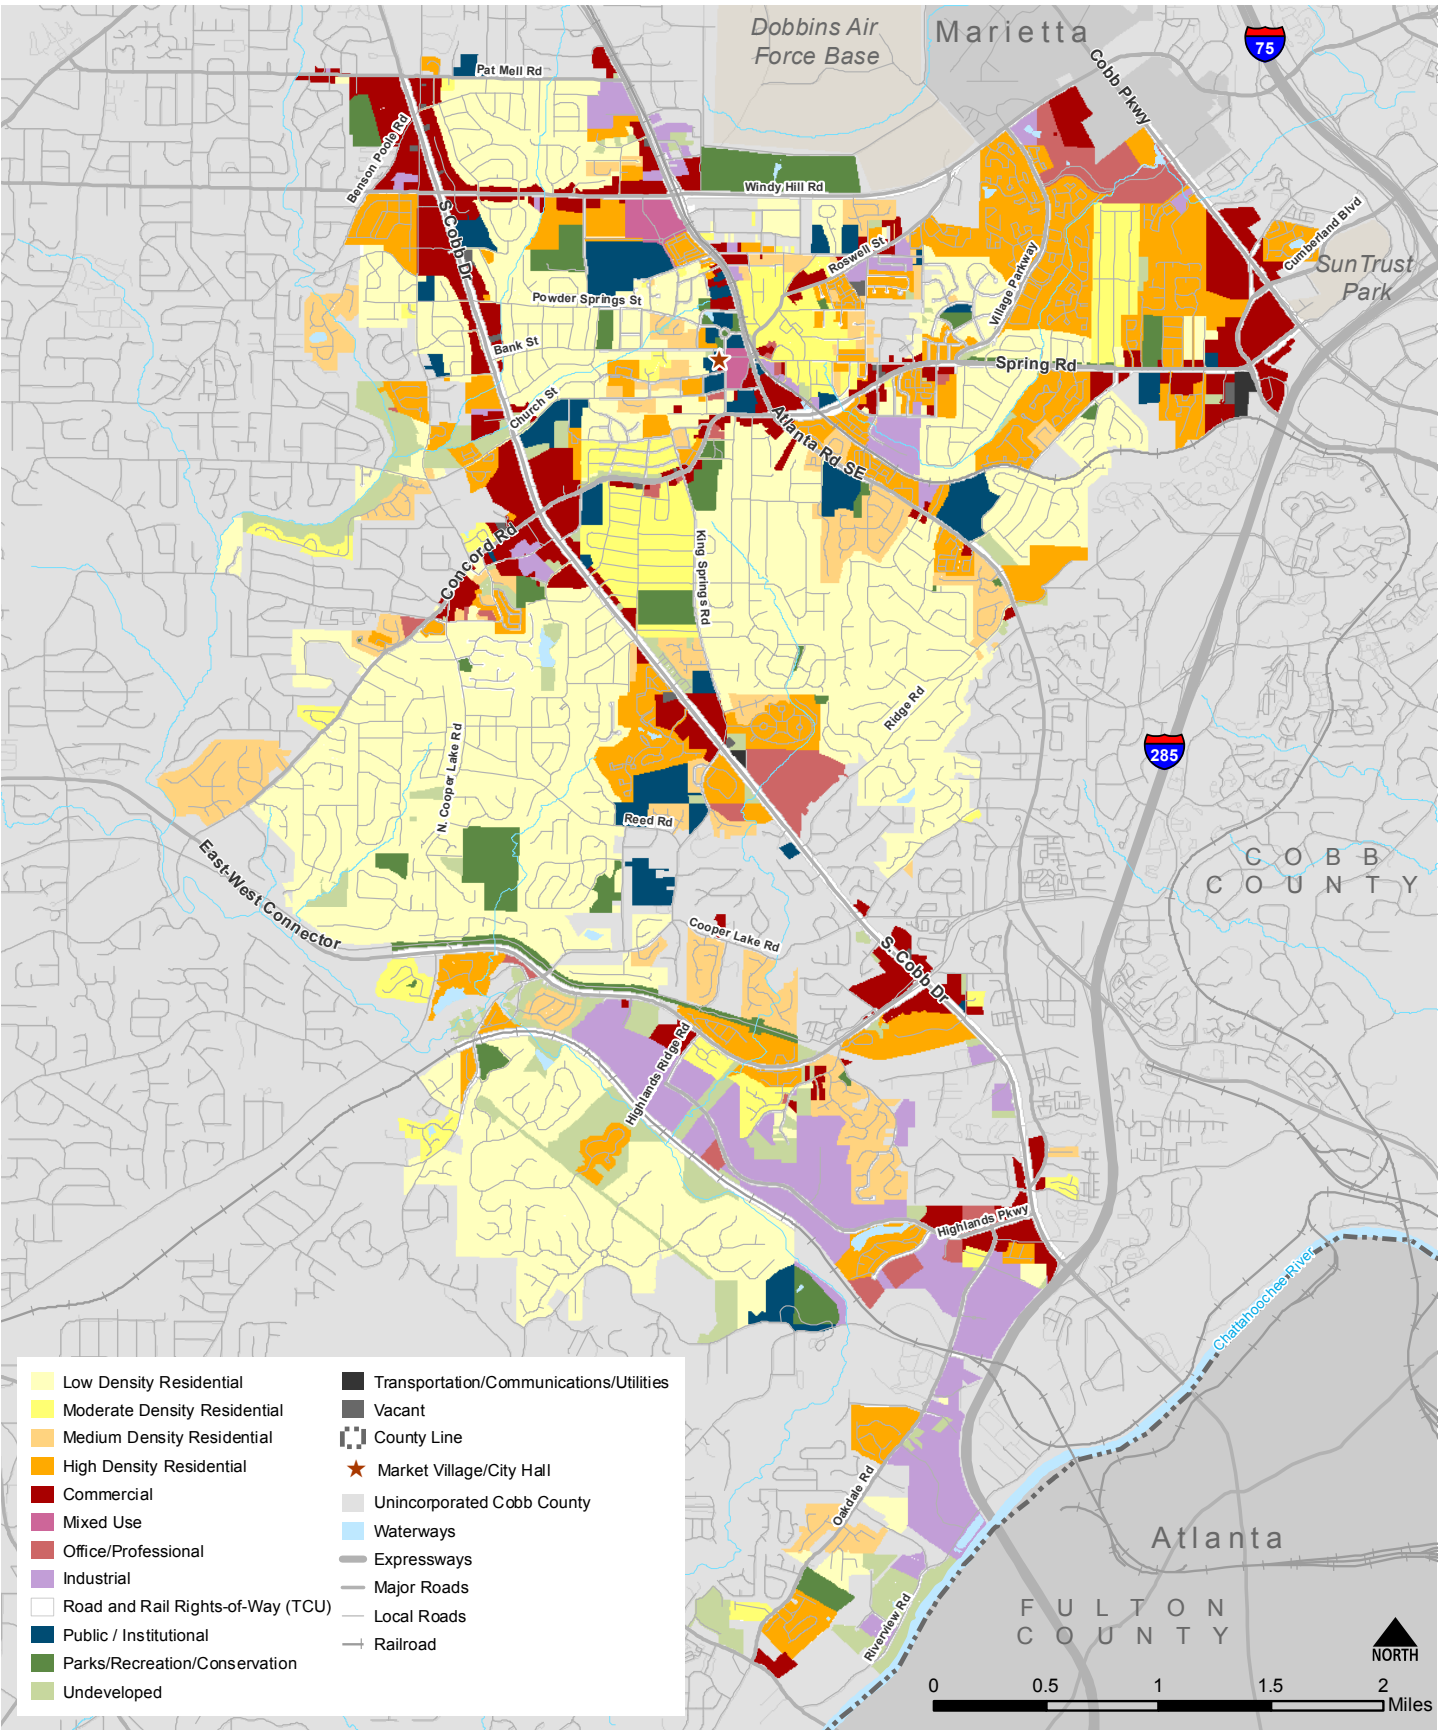 Dobbins Air
Force Base
Marietta
75
Cobb Pkwy
Pat Mell Rd
Benson Poole Rd
Windy Hill Rd
S Cobb Dr
Roswell St.
Village Parkway
Cumberland Blvd
SunTrust
Park
Powder Springs St
Bank St
Spring Rd
Church St
Atlanta Rd SE
Concord Rd
King Springs Rd
Ridge Rd
285
N. Cooper Lake Rd
Reed Rd
East-West Connector
COBB
COUNTY
Cooper Lake Rd
S. Cobb Dr
Highlands Ridge Rd
Highlands Pkwy
Chattahoochee River
Oakdale Rd
Riverview Rd
Atlanta
FULTON
COUNTY
NORTH
0 0.5 1 1.5 2
Miles
Low Density Residential
Moderate Density Residential
Medium Density Residential
High Density Residential
Commercial
Mixed Use
Office/Professional
Industrial
Road and Rail Rights-of-Way (TCU)
Public / Institutional
Parks/Recreation/Conservation
Undeveloped
Transportation/Communications/Utilities
Vacant
County Line
Market Village/City Hall
Unincorporated Cobb County
Waterways
Expressways
Major Roads
Local Roads
Railroad